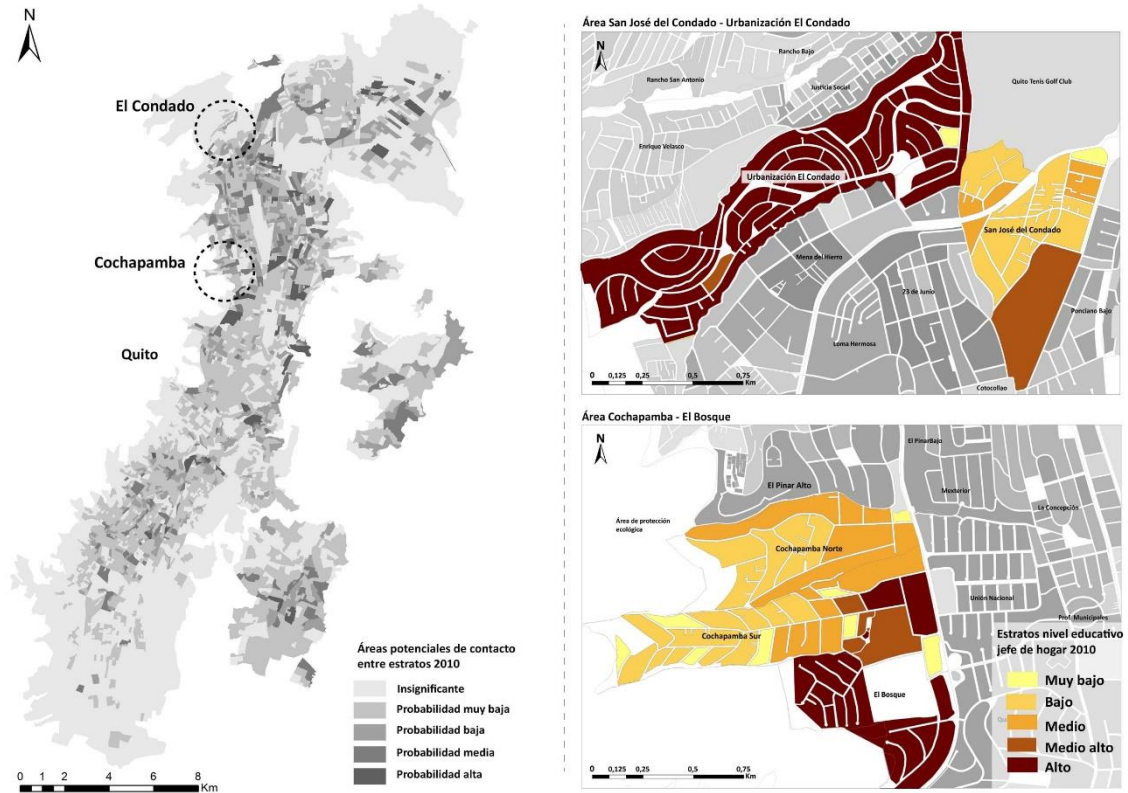 N
El Condado
Cochapamba
Quito
Áreas potenciales de contacto
entre estratos 2010
Insignificante
Probabilidad muy baja
Probabilidad baja
Probabilidad media
Probabilidad alta
0 1 2 4 6 8
Km
Área San José del Condado - Urbanización El Condado
N
Rancho Bajo
Rancho San Antonio
Justicia Social
Quito Tenis Golf Club
Enrique Velasco
Urbanización El Condado
San José del Condado
Mena del Hierro
23 de Junio
Ponciano Bajo
Loma Hermosa
Cotocollao
0 0,125 0,25 0,5 0,75
Km
Área Cochapamba - El Bosque
N
El PinarBajo
El Pinar Alto
Mexterior
La Concepción
Área de protección
ecológica
Cochapamba Norte
Unión Nacional
Prof. Municipales
Cochapamba Sur
El Bosque
Estratos nivel educativo
jefe de hogar 2010
Muy bajo
Bajo
Medio
Medio alto
Alto
0 0,125 0,25 0,5 0,75
Km